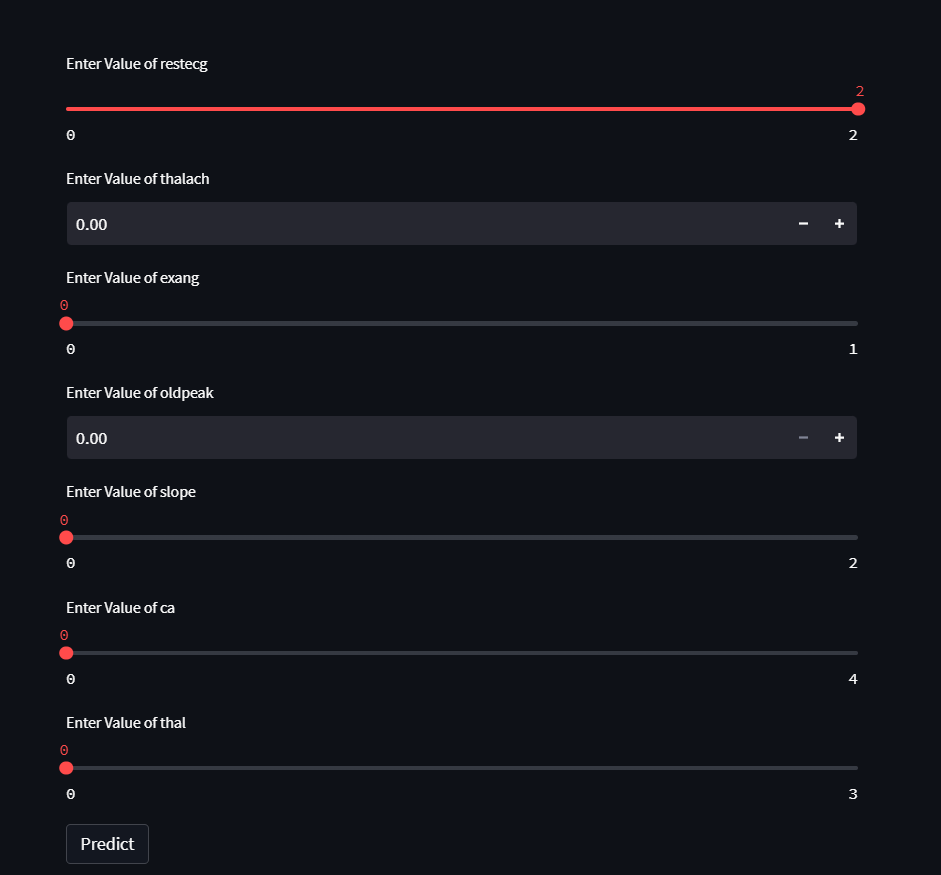 Enter Value of restecg
2
0 2
Enter Value of thalach
0.00 − +
Enter Value of exang
0
0 1
Enter Value of oldpeak
0.00 − +
Enter Value of slope
0
0 2
Enter Value of ca
0
0 4
Enter Value of thal
0
0 3
Predict